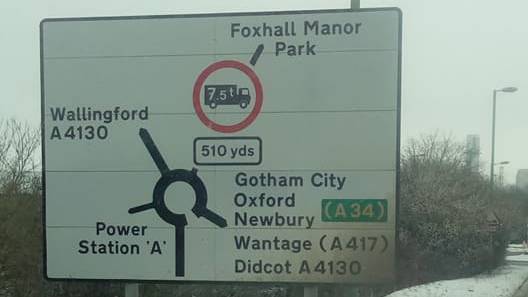 Foxhall Manor
Park
7.5t
Wallingford
A4130
510 yds
Gotham City
Oxford
Newbury (A34)
Power
Station 'A'
Wantage (A417)
Didcot A4130